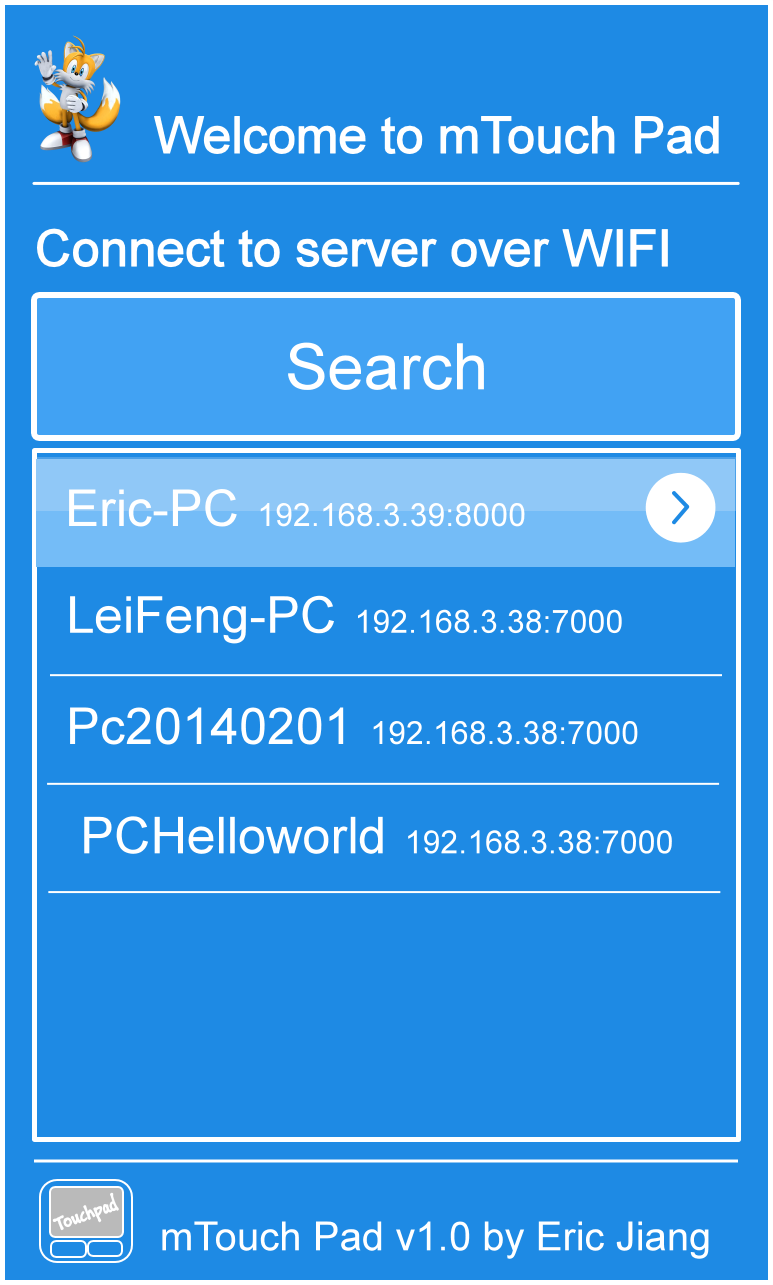 Welcome to mTouch Pad
Connect to server over WIFI
Search
Eric-PC 192.168.3.39:8000
LeiFeng-PC 192.168.3.38:7000
Pc20140201 192.168.3.38:7000
PCHelloworld 192.168.3.38:7000
Touchpad
mTouch Pad v1.0 by Eric Jiang